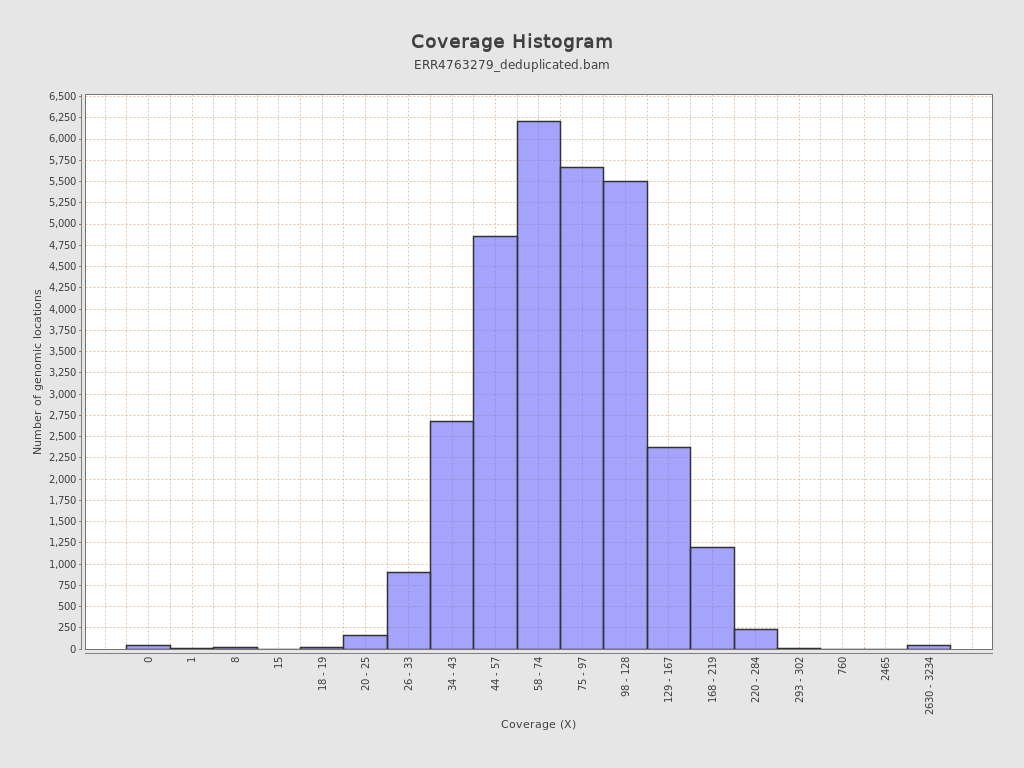 Coverage Histogram
ERR4763279_deduplicated.bam
6,500
6,250
6,000
5,750
5,500
5,250
5,000
4,750
4,500
4,250
4,000
3,750
3,500
3,250
3,000
2,750
2,500
2,250
2,000
1,750
1,500
1,250
1,000
750
500
250
0
Number of genomic locations
0
1
8
15
18 - 19
20 - 25
26 - 33
34 - 43
44 - 57
58 - 74
75 - 97
98 - 128
129 - 167
168 - 219
220 - 284
293 - 302
760
2465
2630 - 3234
Coverage (X)